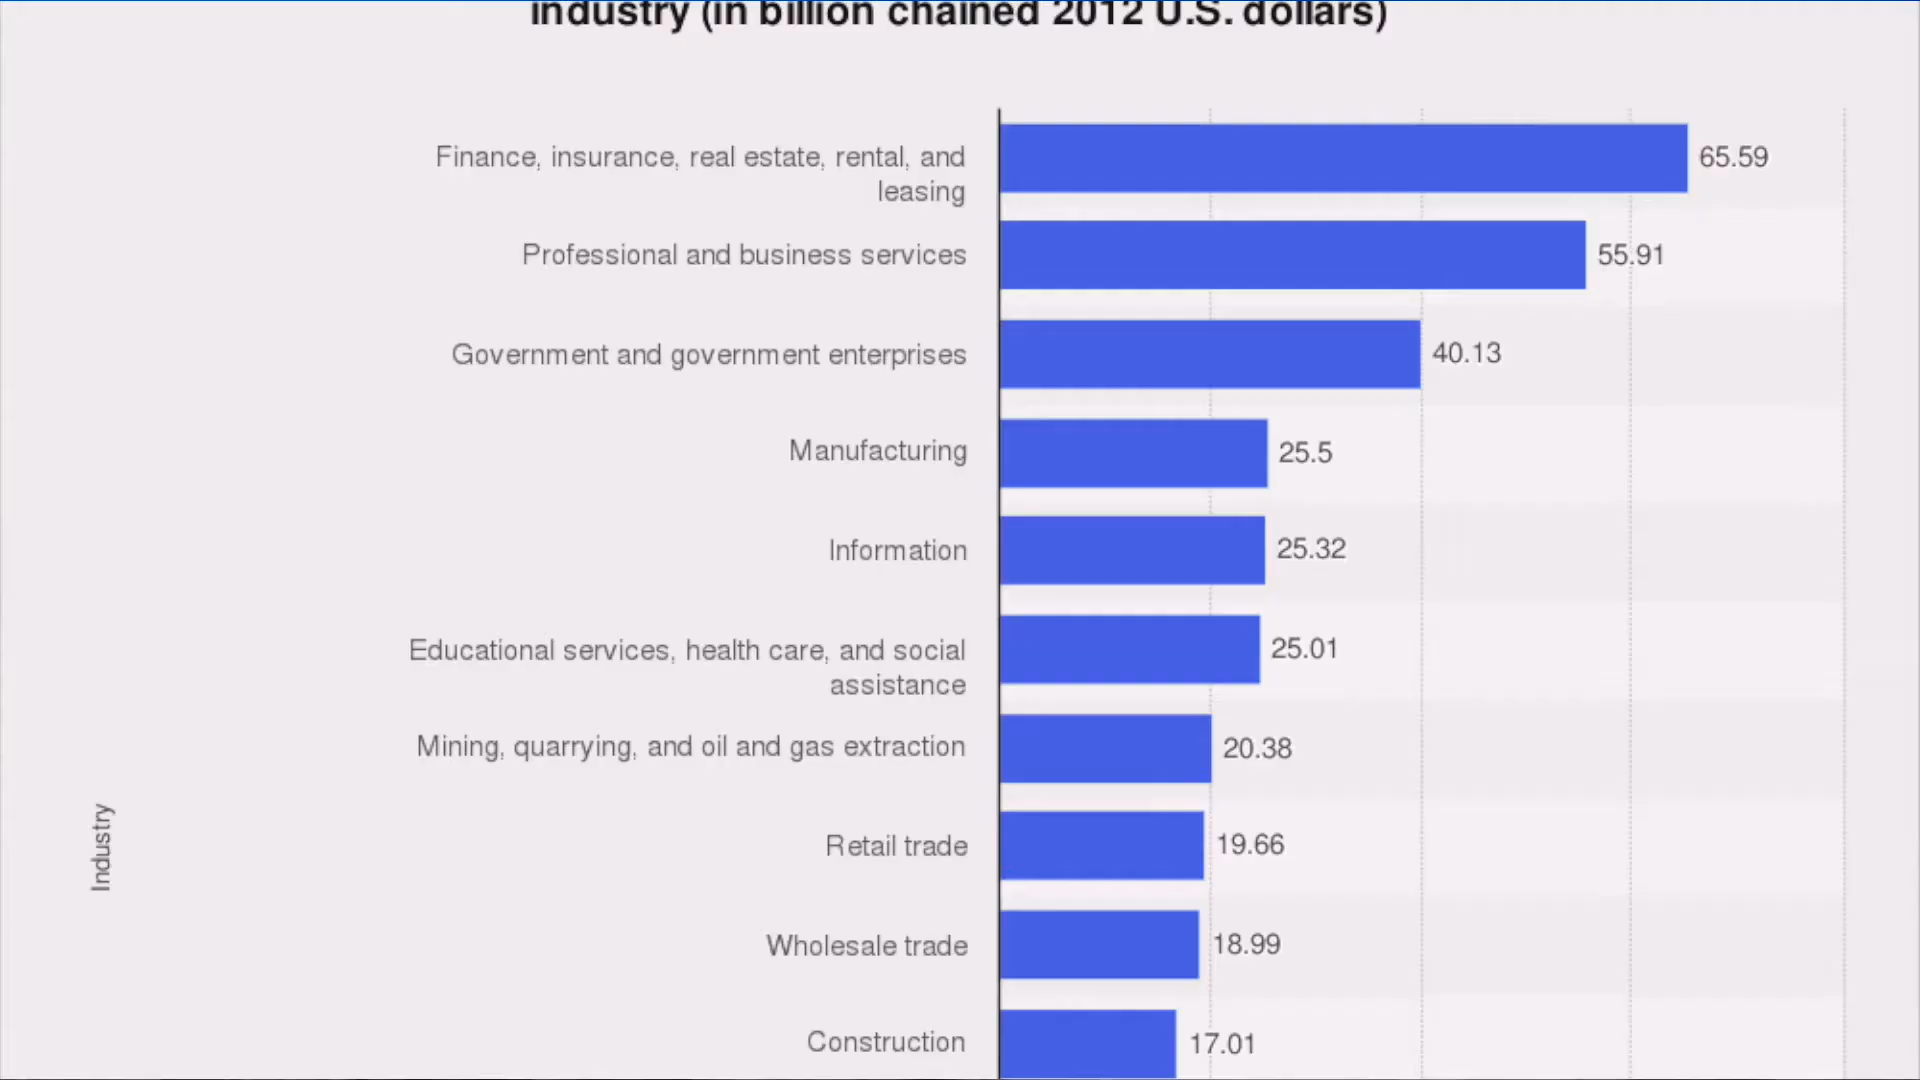 industry (in billion chained 2012 U.S. dollars)
Finance, insurance, real estate, rental, and
leasing
65.59
Professional and business services
55.91
Government and government enterprises
40.13
Manufacturing
25.5
Information
25.32
Educational services, health care, and social
assistance
25.01
Mining, quarrying, and oil and gas extraction
20.38
Retail trade
19.66
Wholesale trade
18.99
Construction
17.01
Industry